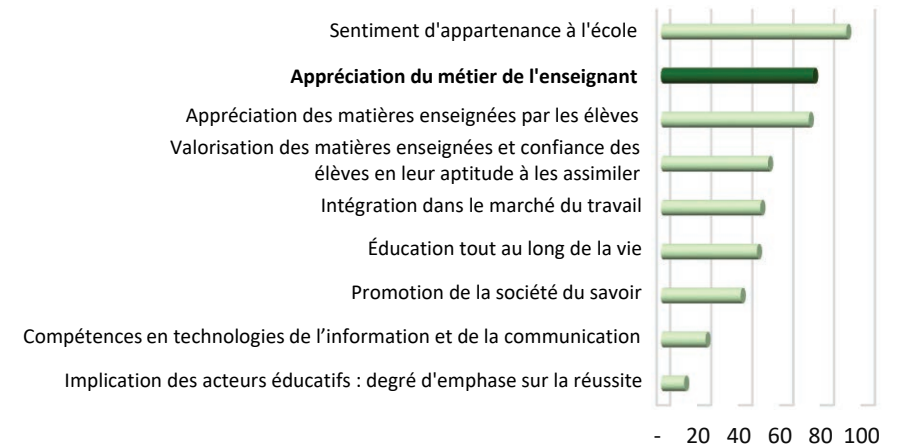 Sentiment d'appartenance à l'école
Appréciation du métier de l'enseignant
Appréciation des matières enseignées par les élèves
Valorisation des matières enseignées et confiance des
élèves en leur aptitude à les assimiler
Intégration dans le marché du travail
Éducation tout au long de la vie
Promotion de la société du savoir
Compétences en technologies de l’information et de la communication
Implication des acteurs éducatifs : degré d'emphase sur la réussite
- 20 40 60 80 100